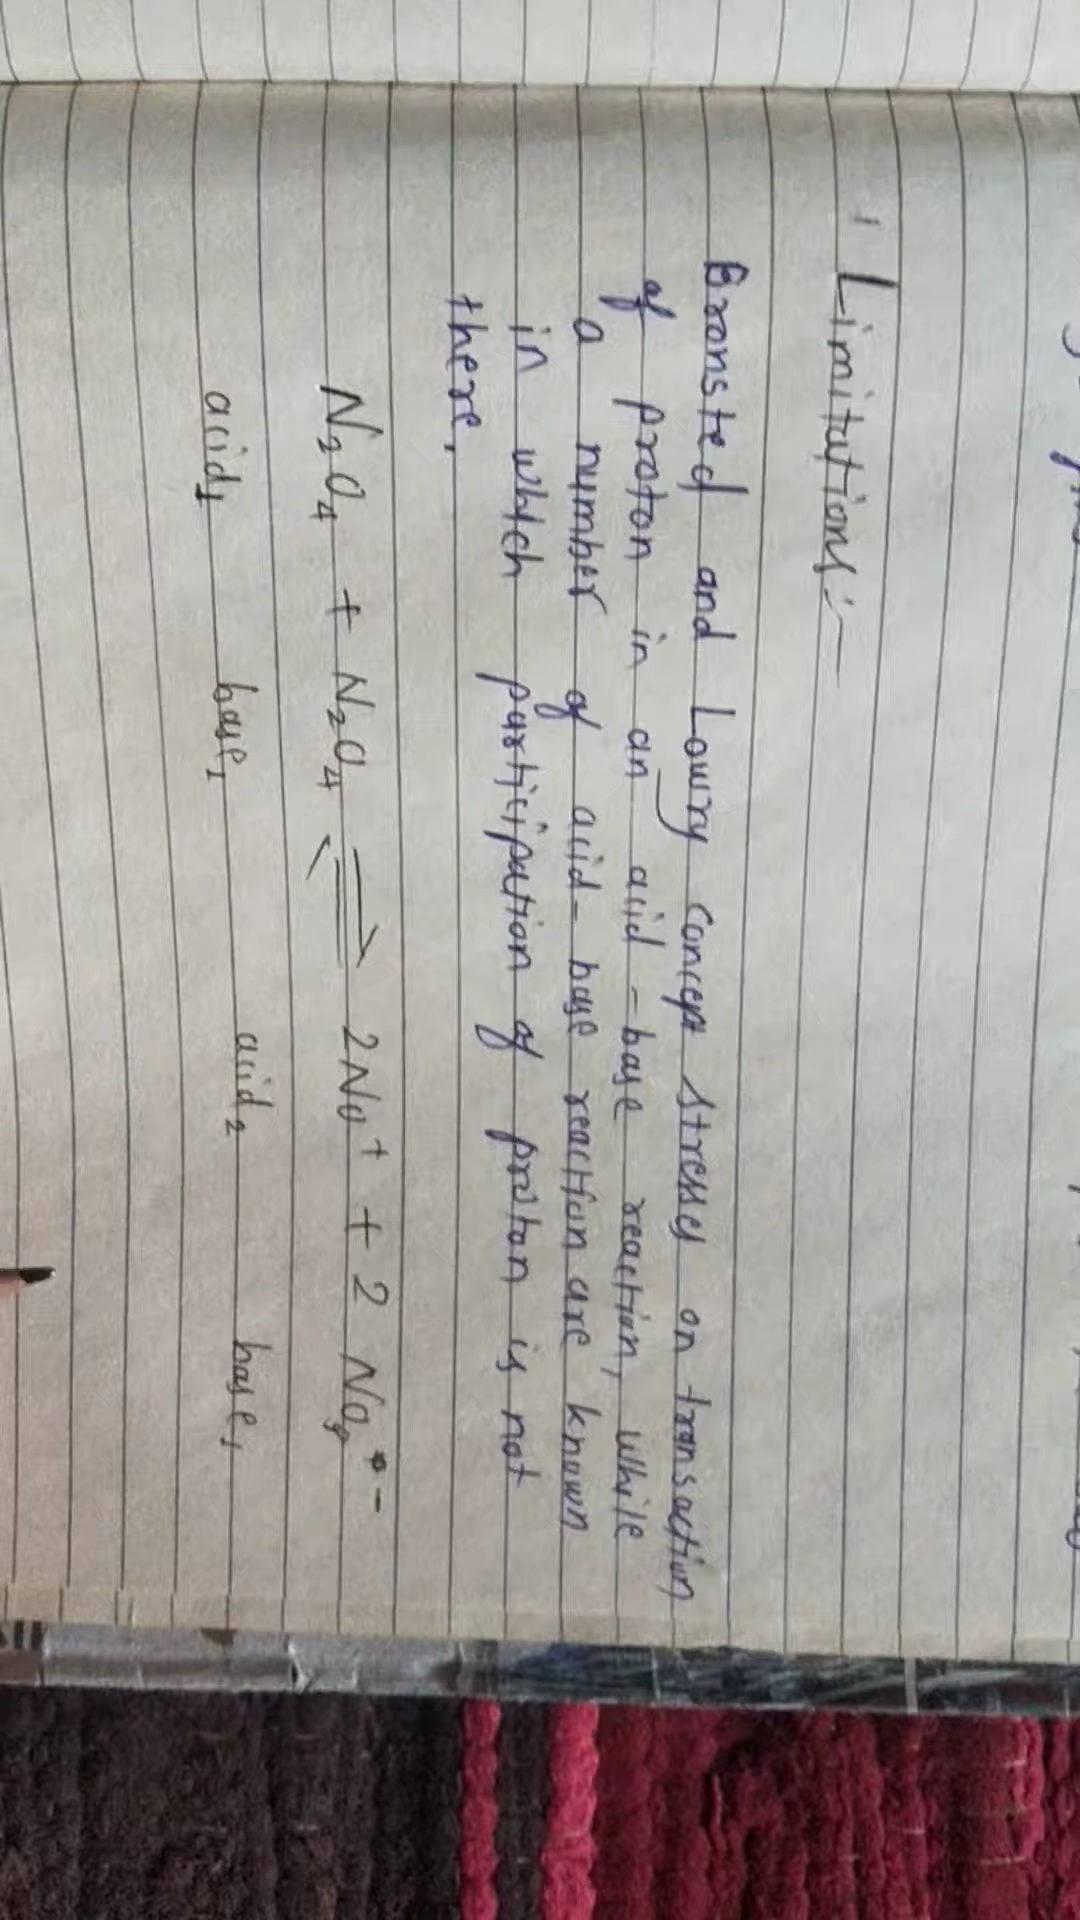 Limitations :-
Bronsted and Lowry concept stresses on transaction
of proton in an acid - base reaction, while
a number of acid - base reaction are known
in which participation of proton is not
there.
N2O4 + N2O4 ⇌ 2NO+ + 2 NO3-
acid1 base1 acid2 base1